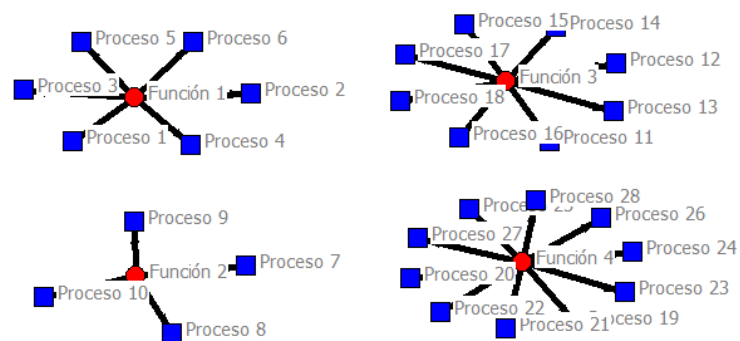 Proceso 5
Proceso 6
Proceso 3
Función 1
Proceso 2
Proceso 1
Proceso 4
Proceso 15
Proceso 14
Proceso 17
Proceso 12
Función 3
Proceso 18
Proceso 13
Proceso 16
Proceso 11
Proceso 9
Función 2
Proceso 7
Proceso 10
Proceso 8
Proceso 28
Proceso
Proceso 26
Proceso 27
Proceso 24
Función 4
Proceso 20
Proceso 23
Proceso 22
Proceso 21
Proceso 19